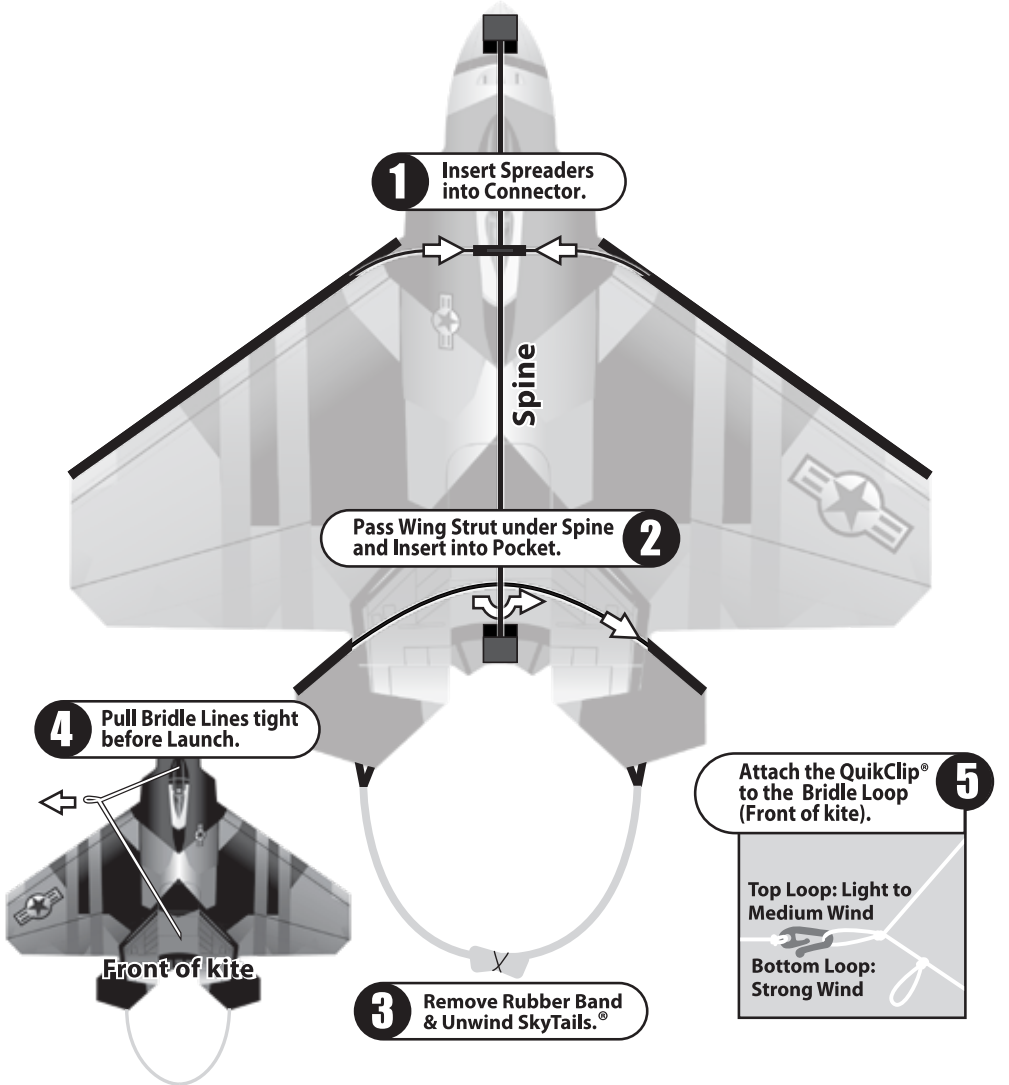 1 Insert Spreaders
into Connector.
Spine
Pass Wing Strut under Spine 2
and Insert into Pocket.
4 Pull Bridle Lines tight
before Launch.
Front of kite
3 Remove Rubber Band
& Unwind SkyTails.®
Attach the QuikClip® 5
to the Bridle Loop
(Front of kite).
Top Loop: Light to
Medium Wind
Bottom Loop:
Strong Wind